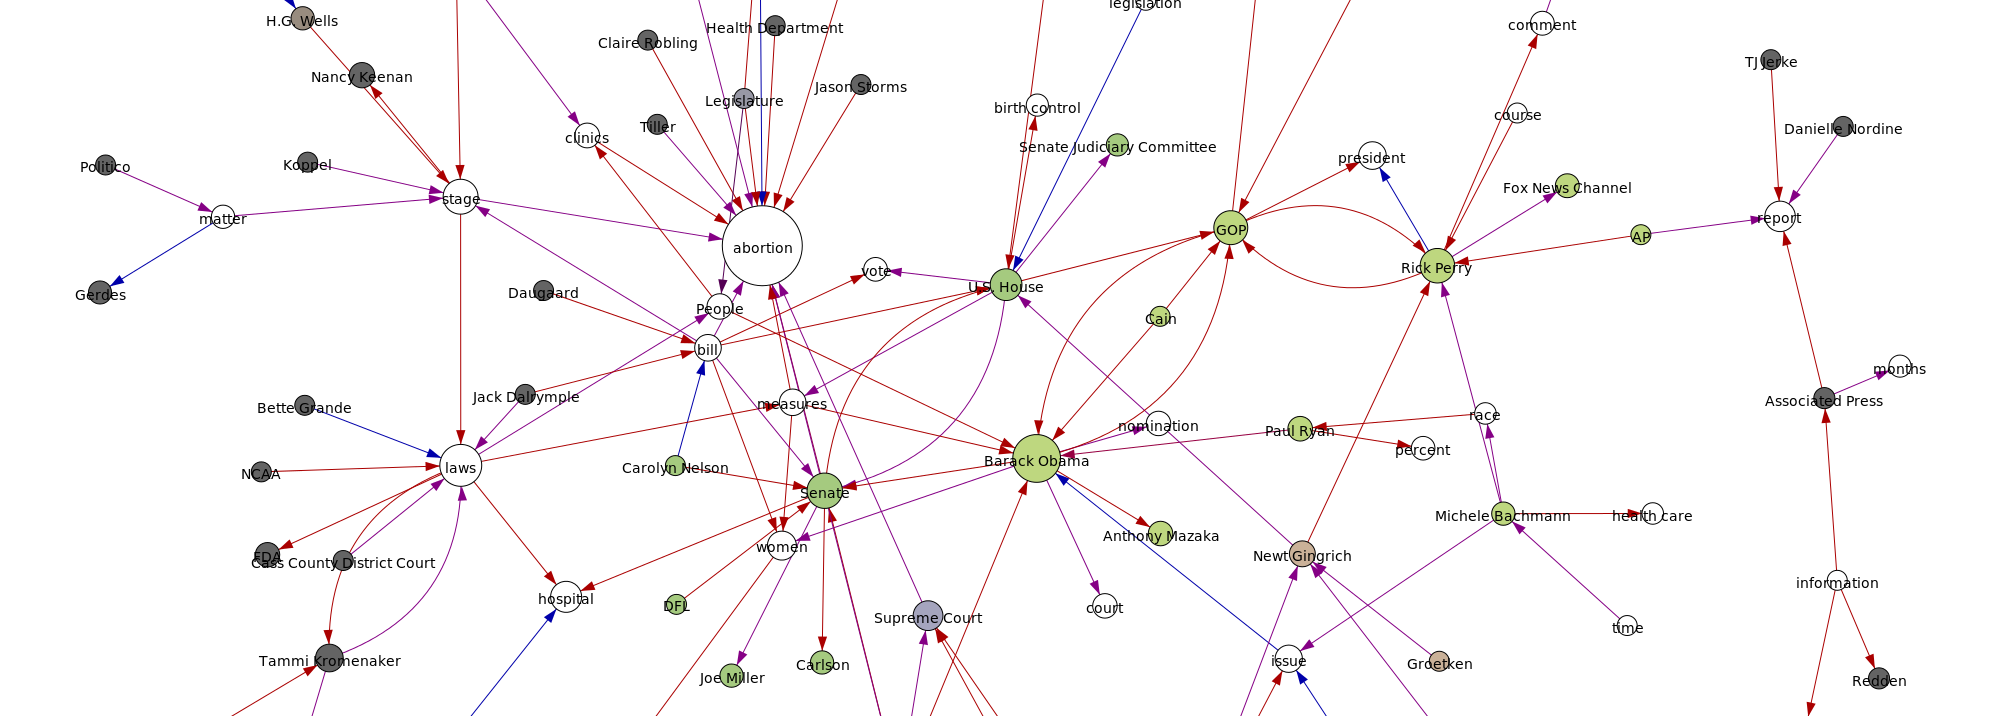 legislation
H.G. Wells
comment
Health Department
Claire Robling
TJ Jerke
Nancy Keenan
Jason Storms
Legislature
birth control
course
Tiller
Danielle Nordine
clinics
Senate Judiciary Committee
president
Politico
Koppel
Fox News Channel
stage
matter
report
GOP
AP
abortion
Rick Perry
vote
U.S. House
Gerdes
Daugaard
People
Cain
bill
months
Jack Dalrymple
Associated Press
measures
Bette Grande
race
nomination
Paul Ryan
percent
Barack Obama
laws
Carolyn Nelson
NCAA
Senate
Michele Bachmann
health care
Anthony Mazaka
women
FDA
Newt Gingrich
Cass County District Court
information
hospital
DFL
court
Supreme Court
time
Tammi Kromenaker
issue
Groetken
Carlson
Joe Miller
Redden